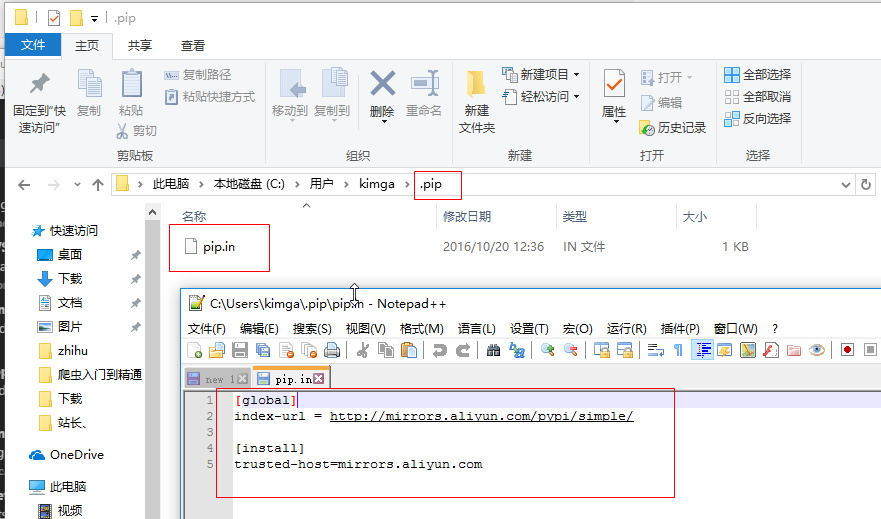 .pip
文件 主页 共享 查看
固定到“快速访问” 复制 粘贴 剪切 复制路径 粘贴快捷方式 移动到 复制到 删除 重命名 新建文件夹 新建项目 轻松访问 属性 打开 编辑 历史记录 全部选择 全部取消 反向选择
剪贴板 组织 新建 打开 选择
此电脑 本地磁盘 (C:) 用户 kimga .pip
名称 修改日期 类型 大小
pip.in 2016/10/20 12:36 IN 文件 1 KB
快速访问
桌面
下载
文档
图片
zhihu
爬虫入门到精通
下载
站长、
OneDrive
此电脑
视频
C:\Users\kimga\.pip\pip.in - Notepad++
文件(F) 编辑(E) 搜索(S) 视图(V) 格式(M) 语言(L) 设置(T) 宏(O) 运行(R) 插件(P) 窗口(W) ?
new 1 pip.in
1 [global]
2 index-url = http://mirrors.aliyun.com/pypi/simple/
3
4 [install]
5 trusted-host=mirrors.aliyun.com